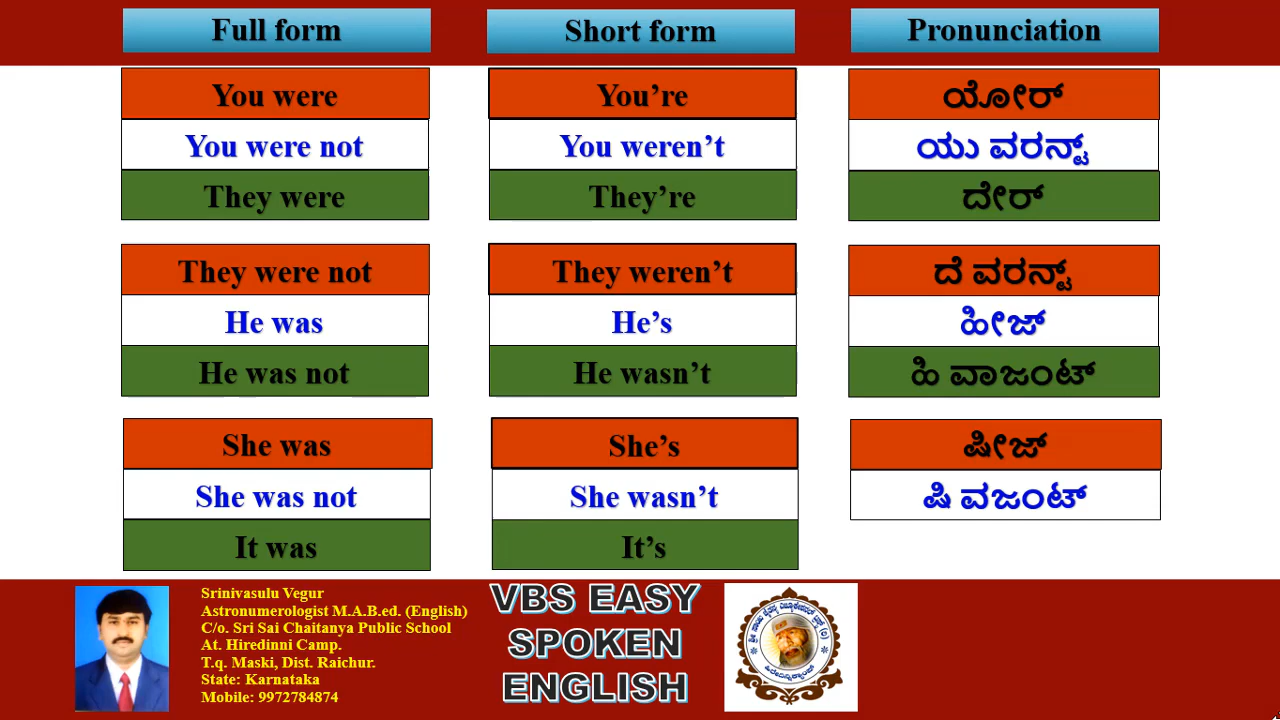 Full form Short form Pronunciation
You were You’re ಯೋರ್
You were not You weren’t ಯು ವರನ್ಟ್
They were They’re ದೇರ್
They were not They weren’t ದೆ ವರನ್ಟ್
He was He’s ಹೀಜ್
He was not He wasn’t ಹಿ ವಾಜಂಟ್
She was She’s ಷೀಜ್
She was not She wasn’t ಷಿ ವಜಂಟ್
It was It’s
Srinivasulu Vegur
Astronumerologist M.A.B.ed. (English)
C/o. Sri Sai Chaitanya Public School
At. Hiredinni Camp.
T.q. Maski, Dist. Raichur.
State: Karnataka
Mobile: 9972784874
VBS EASY
SPOKEN
ENGLISH